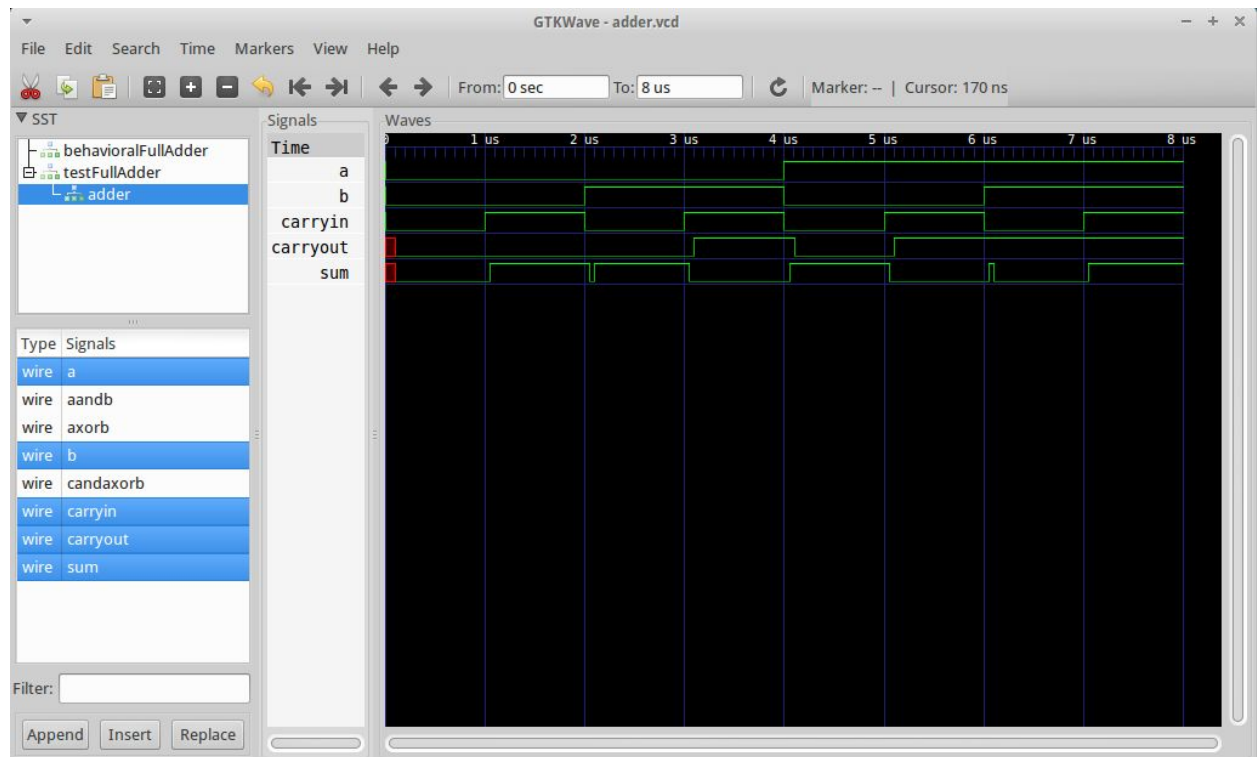 GTKWave - adder.vcd
File Edit Search Time Markers View Help
From: 0 sec To: 8 us Marker: -- | Cursor: 170 ns
SST
behavioralFullAdder
testFullAdder
adder
Type Signals
wire a
wire aandb
wire axorb
wire b
wire candaxorb
wire carryin
wire carryout
wire sum
Filter:
Append Insert Replace
Signals
Time
a
b
carryin
carryout
sum
Waves
0 1 us 2 us 3 us 4 us 5 us 6 us 7 us 8 us